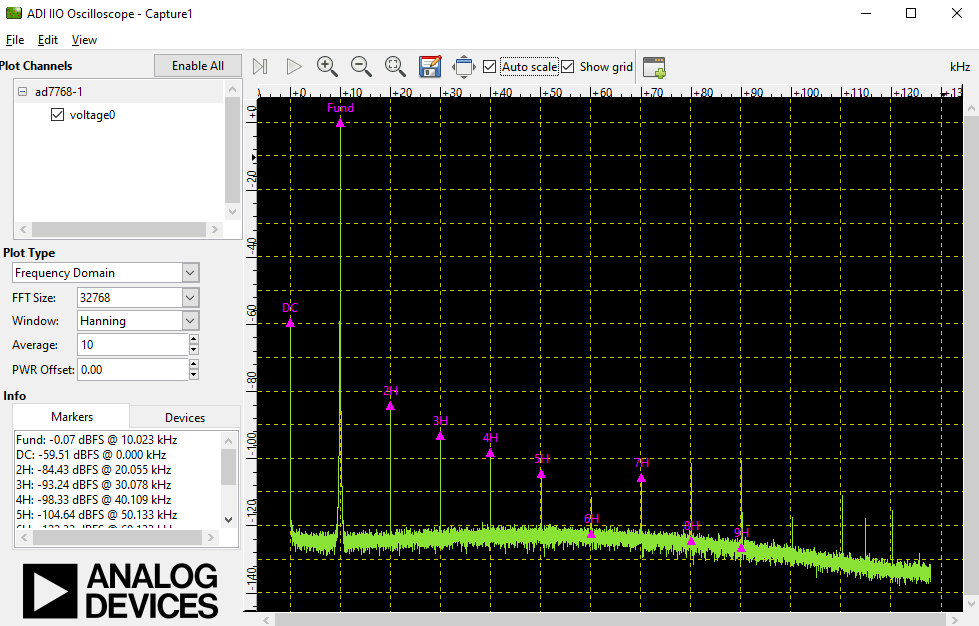 ADI IIO Oscilloscope - Capture1
File Edit View
Plot Channels
Enable All
Auto scale
Show grid
kHz
ad7768-1
voltage0
Plot Type
Frequency Domain
FFT Size: 32768
Window: Hanning
Average: 10
PWR Offset: 0.00
Info
Markers Devices
Fund: -0.07 dBFS @ 10.023 kHz
DC: -59.51 dBFS @ 0.000 kHz
2H: -84.43 dBFS @ 20.055 kHz
3H: -93.24 dBFS @ 30.078 kHz
4H: -98.33 dBFS @ 40.109 kHz
5H: -104.64 dBFS @ 50.133 kHz
ANALOG
DEVICES
+0 +10 +20 +30 +40 +50 +60 +70 +80 +90 +100 +110 +120 +13
+0
-20
-40
-60
-80
-100
-120
-140
Fund
DC
2H
3H
4H
5H
6H
7H
8H
9H